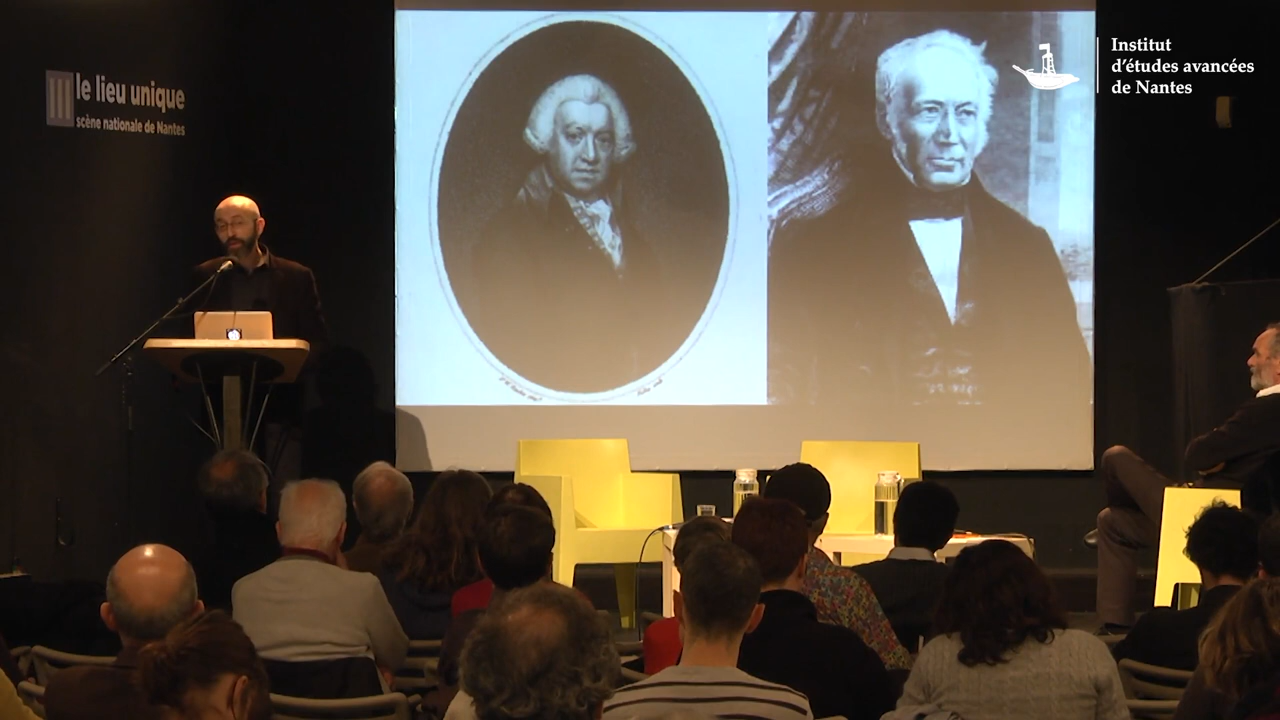 le lieu unique
scène nationale de Nantes
Institut
d'études avancées
de Nantes